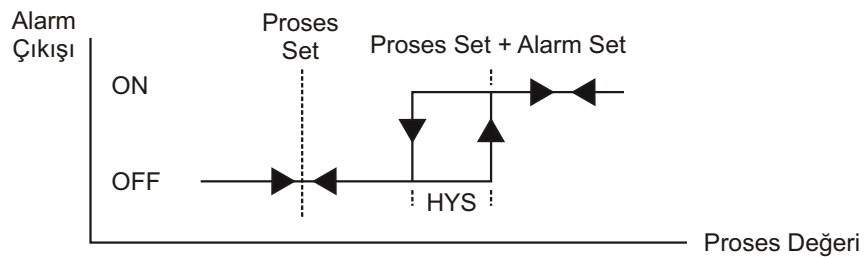 Alarm
Çıkışı
Proses
Set
Proses Set + Alarm Set
ON
OFF
HYS
Proses Değeri